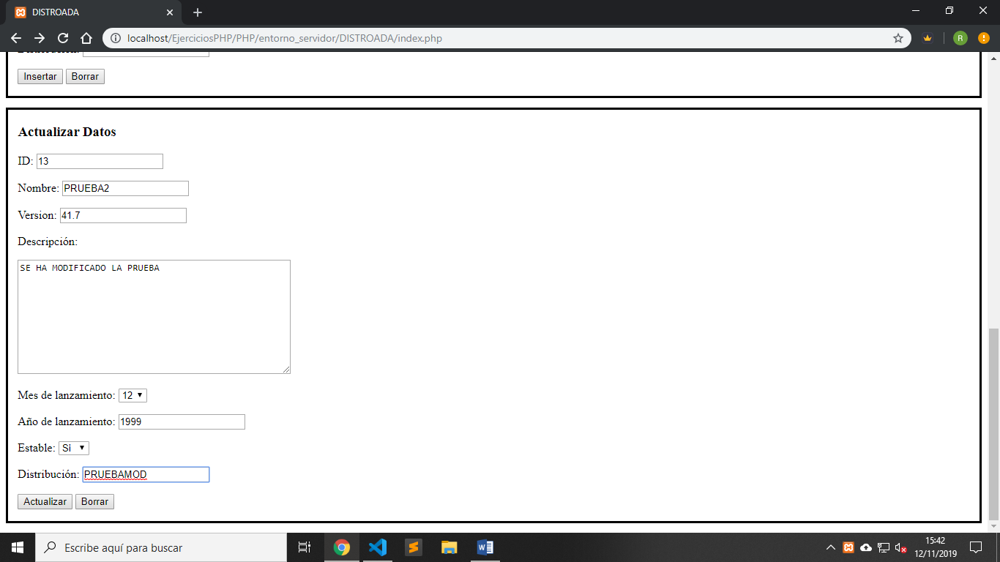 DISTROADA
localhost/EjerciciosPHP/PHP/entorno_servidor/DISTROADA/index.php
R
Insertar Borrar
Actualizar Datos
ID: 13
Nombre: PRUEBA2
Version: 41.7
Descripción:
SE HA MODIFICADO LA PRUEBA
Mes de lanzamiento: 12
Año de lanzamiento: 1999
Estable: Si
Distribución: PRUEBAMOD
Actualizar Borrar
Escribe aquí para buscar
15:42
12/11/2019